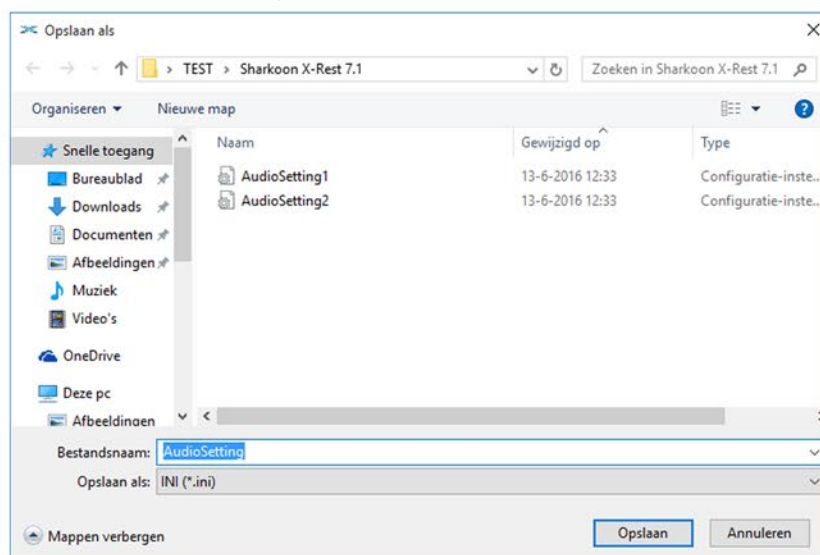 Opslaan als
TEST > Sharkoon X-Rest 7.1
Zoeken in Sharkoon X-Rest 7.1
Organiseren
Nieuwe map
Snelle toegang
Bureaublad
Downloads
Documenten
Afbeeldingen
Muziek
Video's
OneDrive
Deze pc
Afbeeldingen
Naam Gewijzigd op Type
AudioSetting1 13-6-2016 12:33 Configuratie-inste...
AudioSetting2 13-6-2016 12:33 Configuratie-inste...
Bestandsnaam: AudioSetting
Opslaan als: INI (*.ini)
Mappen verbergen
Opslaan
Annuleren